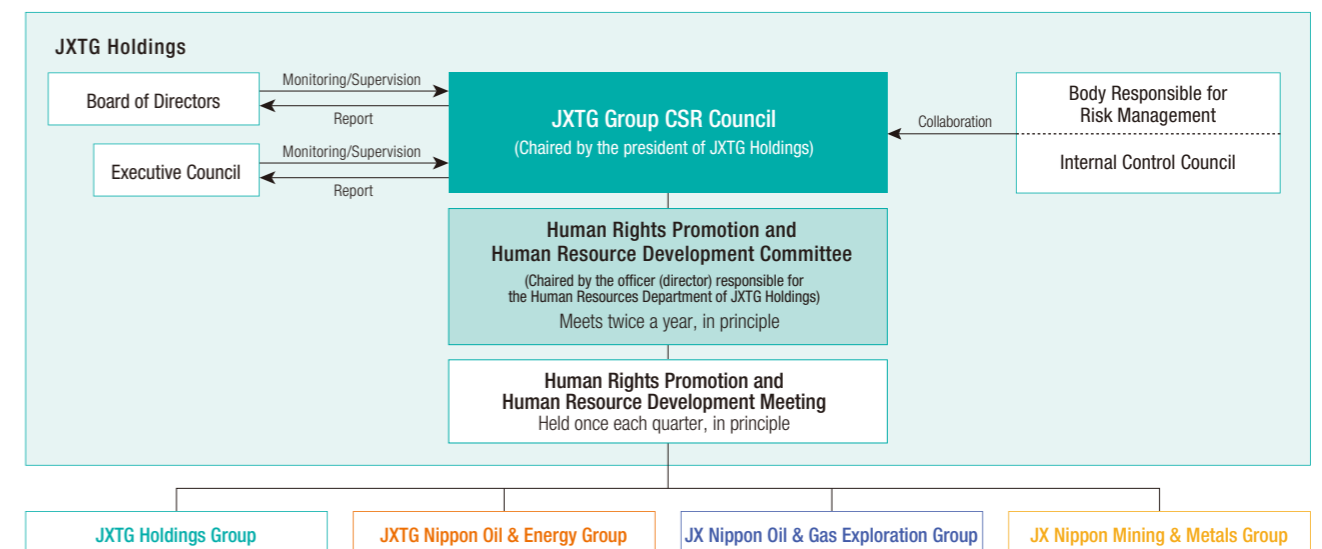 JXTG Holdings
Board of Directors
Monitoring/Supervision
Report
Executive Council
Monitoring/Supervision
Report
JXTG Group CSR Council
(Chaired by the president of JXTG Holdings)
Collaboration
Body Responsible for
Risk Management
Internal Control Council
Human Rights Promotion and
Human Resource Development Committee
(Chaired by the officer (director) responsible for
the Human Resources Department of JXTG Holdings)
Meets twice a year, in principle
Human Rights Promotion and
Human Resource Development Meeting
Held once each quarter, in principle
JXTG Holdings Group
JXTG Nippon Oil & Energy Group
JX Nippon Oil & Gas Exploration Group
JX Nippon Mining & Metals Group